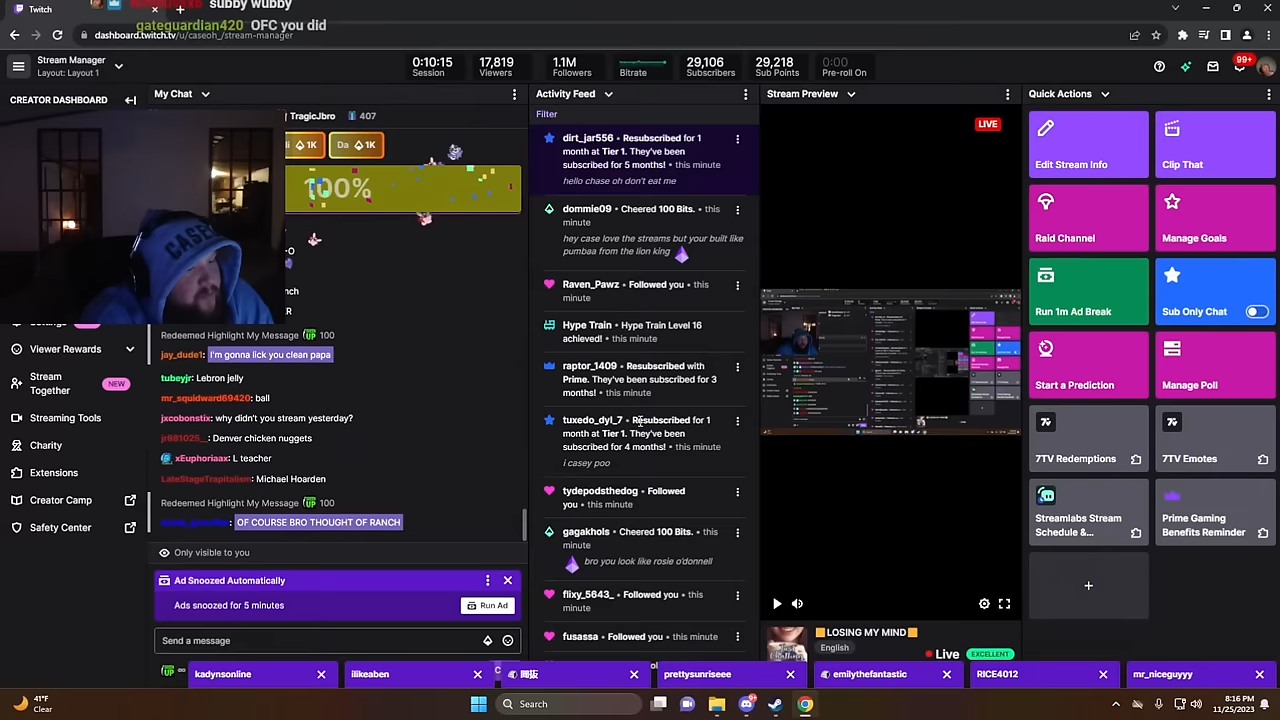 Twitch
subby wubby
gateguardian420 OFC you did
dashboard.twitch.tv/u/caseoh_/stream-manager
Stream Manager
Layout: Layout 1
0:10:15
Session
17,819
Viewers
1.1M
Followers
Bitrate
29,106
Subscribers
29,218
Sub Points
0:00
Pre-roll On
99+
CREATOR DASHBOARD
Viewer Rewards
Stream
Together
NEW
Streaming Tools
Charity
Extensions
Creator Camp
Safety Center
My Chat
TragicJbro 407
1K
Da 1K
100%
CASEO
Redeemed Highlight My Message 100
jay_divie1: I'm gonna lick you clean papa
tubeyjr: Lebron jelly
mr_squidward69420: ball
jxsohcestix: why didn't you stream yesterday?
jr681025_: Denver chicken nuggets
xEuphoriaax: L teacher
LateStageTrapitalism: Michael Hoarden
Redeemed Highlight My Message 100
OF COURSE BRO THOUGHT OF RANCH
Only visible to you
Ad Snoozed Automatically
Ads snoozed for 5 minutes
Run Ad
Send a message
Activity Feed
Filter
dirt_jar556 • Resubscribed for 1
month at Tier 1. They've been
subscribed for 5 months! • this minute
hello chase oh don't eat me
dommie09 • Cheered 100 Bits. • this
minute
hey case love the streams but your built like
pumbaa from the lion king
Raven_Pawz • Followed you • this
minute
Hype Train • Hype Train Level 16
achieved! • this minute
raptor_1469 • Resubscribed with
Prime. They've been subscribed for 3
months! • this minute
tuxedo_dyl_7 • Resubscribed for 1
month at Tier 1. They've been
subscribed for 4 months! • this minute
i casey poo
tydepodsthedog • Followed
you • this minute
gagakhols • Cheered 100 Bits. • this
minute
bro you look like rosie o'donnell
flixy_5643_ • Followed you • this
minute
fusassa • Followed you • this minute
Stream Preview
LIVE
LOSING MY MIND
English
Live
EXCELLENT
Quick Actions
Edit Stream Info
Clip That
Raid Channel
Manage Goals
Run 1m Ad Break
Sub Only Chat
Start a Prediction
Manage Poll
7TV Redemptions
7TV Emotes
Streamlabs Stream
Schedule &...
Prime Gaming
Benefits Reminder
kadynsonline
ilikeaben
prettysunriseee
emilythefantastic
RICE4012
mr_niceguyyy
41°F
Clear
Search
8:16 PM
11/25/2023